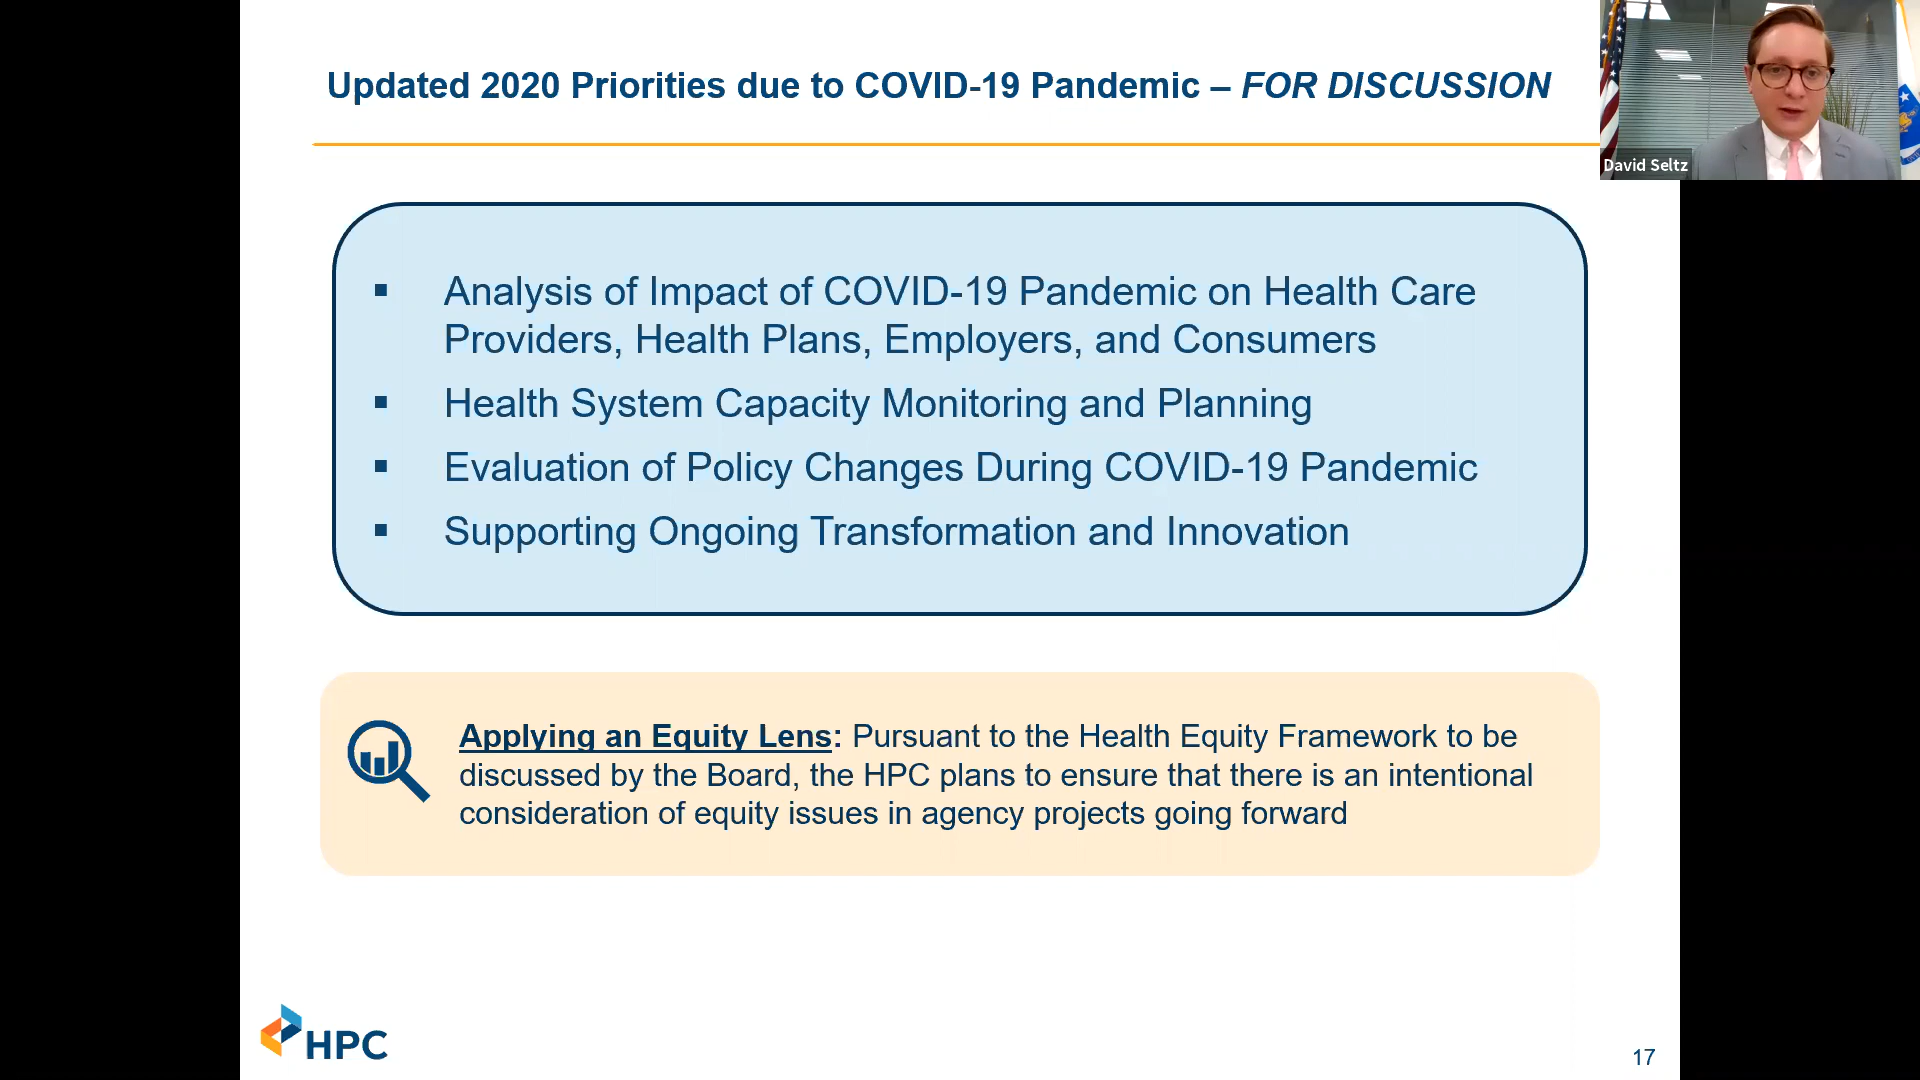 Updated 2020 Priorities due to COVID-19 Pandemic – FOR DISCUSSION
David Seltz
▪ Analysis of Impact of COVID-19 Pandemic on Health Care
Providers, Health Plans, Employers, and Consumers
▪ Health System Capacity Monitoring and Planning
▪ Evaluation of Policy Changes During COVID-19 Pandemic
▪ Supporting Ongoing Transformation and Innovation
Applying an Equity Lens: Pursuant to the Health Equity Framework to be
discussed by the Board, the HPC plans to ensure that there is an intentional
consideration of equity issues in agency projects going forward
HPC
17